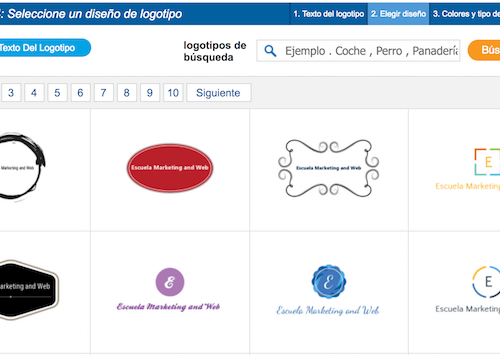 : Seleccione un diseño de logotipo
1. Texto del logotipo
2. Elegir diseño
3. Colores y tipo de
Texto Del Logotipo
logotipos de
búsqueda
Ejemplo . Coche , Perro , Panadería
Bús
3 4 5 6 7 8 9 10 Siguiente
Marketing and Web
Escuela Marketing and Web
Escuela Marketing and Web
E
Escuela Marketing
arketing and Web
E
Escuela Marketing and Web
E
Escuela Marketing and Web
E
Escuela Marketing